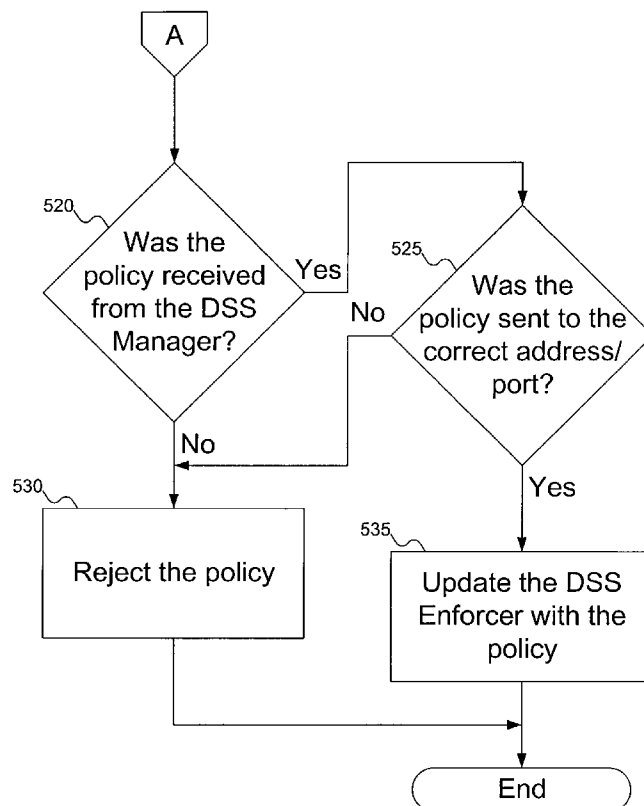 A
520
Was the
policy received
from the DSS
Manager?
Yes
No
525
Was the
policy sent to the
correct address/
port?
No
Yes
530
Reject the policy
535
Update the DSS
Enforcer with the
policy
End